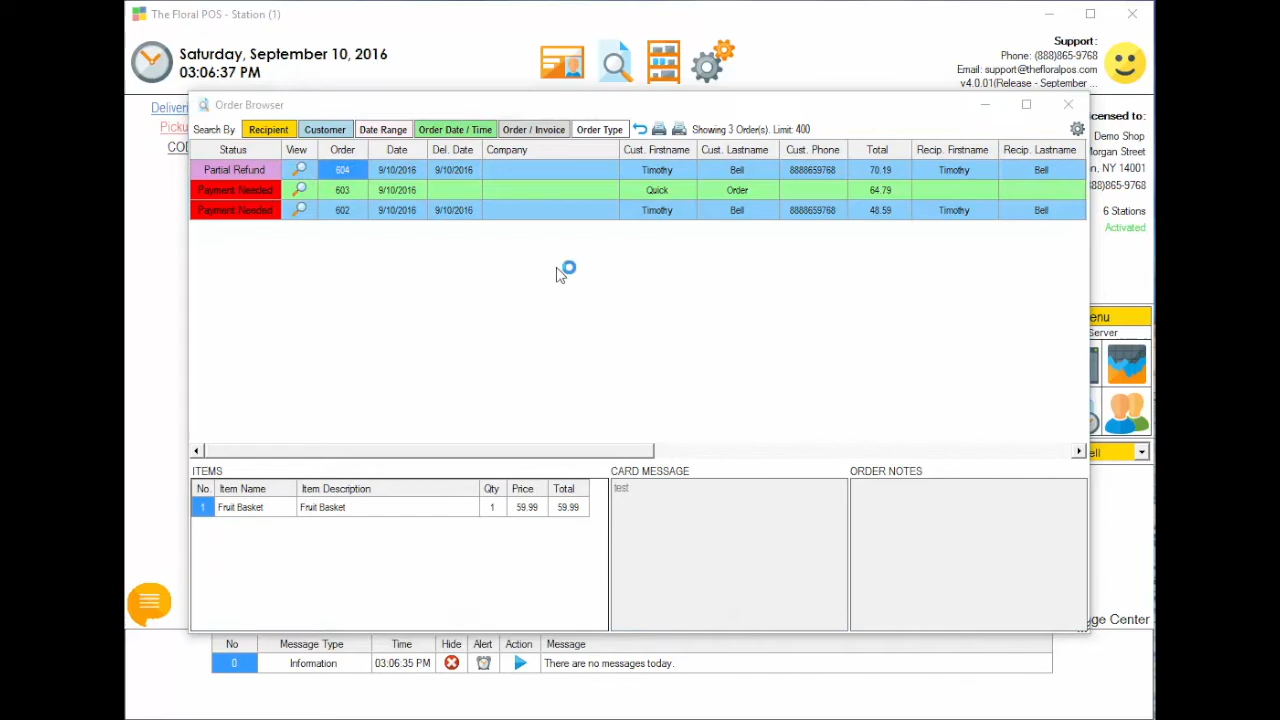 The Floral POS - Station (1)
Saturday, September 10, 2016
03:06:37 PM
Support:
Phone: (888)865-9768
Email: support@thefloralpos.com
v4.0.01(Release - September ...
Deliveri
Picku
COD
Order Browser
Search By Recipient Customer Date Range Order Date / Time Order / Invoice Order Type Showing 3 Order(s). Limit: 400
Status View Order Date Del. Date Company Cust. Firstname Cust. Lastname Cust. Phone Total Recip. Firstname Recip. Lastname
Partial Refund 604 9/10/2016 9/10/2016 Timothy Bell 8888659768 70.19 Timothy Bell
Payment Needed 603 9/10/2016 Quick Order 64.79
Payment Needed 602 9/10/2016 9/10/2016 Timothy Bell 8888659768 48.59 Timothy Bell
censed to:
Demo Shop
lorgan Street
n, NY 14001
88)865-9768
6 Stations
Activated
enu
Server
ell
ITEMS
No. Item Name Item Description Qty Price Total
1 Fruit Basket Fruit Basket 1 59.99 59.99
CARD MESSAGE
test
ORDER NOTES
ge Center
No Message Type Time Hide Alert Action Message
0 Information 03:06:35 PM There are no messages today.